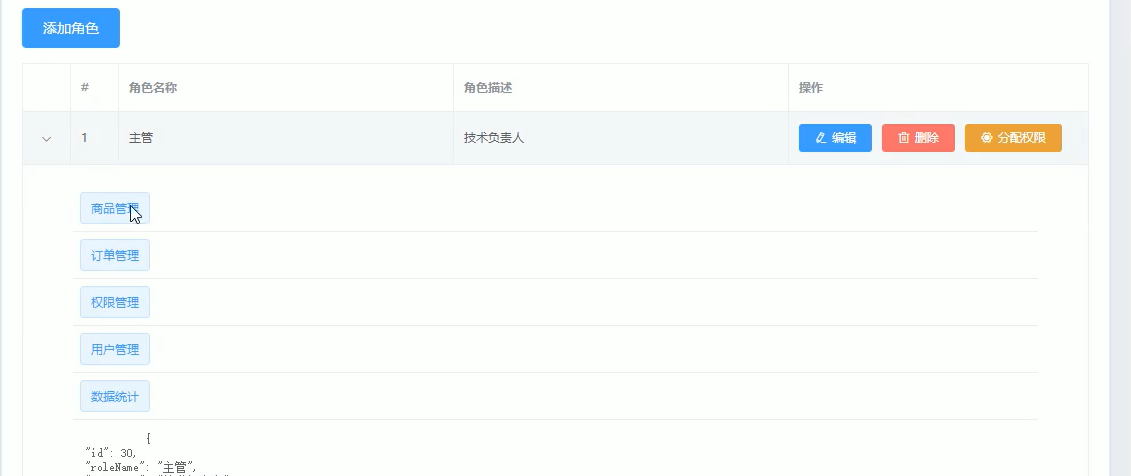 添加角色
# 角色名称 角色描述 操作
1 主管 技术负责人 编辑 删除 分配权限
商品管理
订单管理
权限管理
用户管理
数据统计
{
"id": 30,
"roleName": "主管",